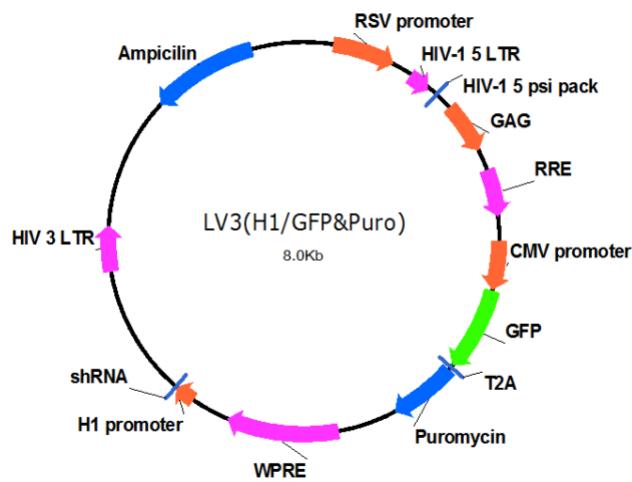 RSV promoter
HIV-1 5 LTR
HIV-1 5 psi pack
GAG
RRE
CMV promoter
GFP
T2A
Puromycin
WPRE
H1 promoter
shRNA
HIV 3 LTR
Ampicilin
LV3(H1/GFP&Puro)
8.0Kb